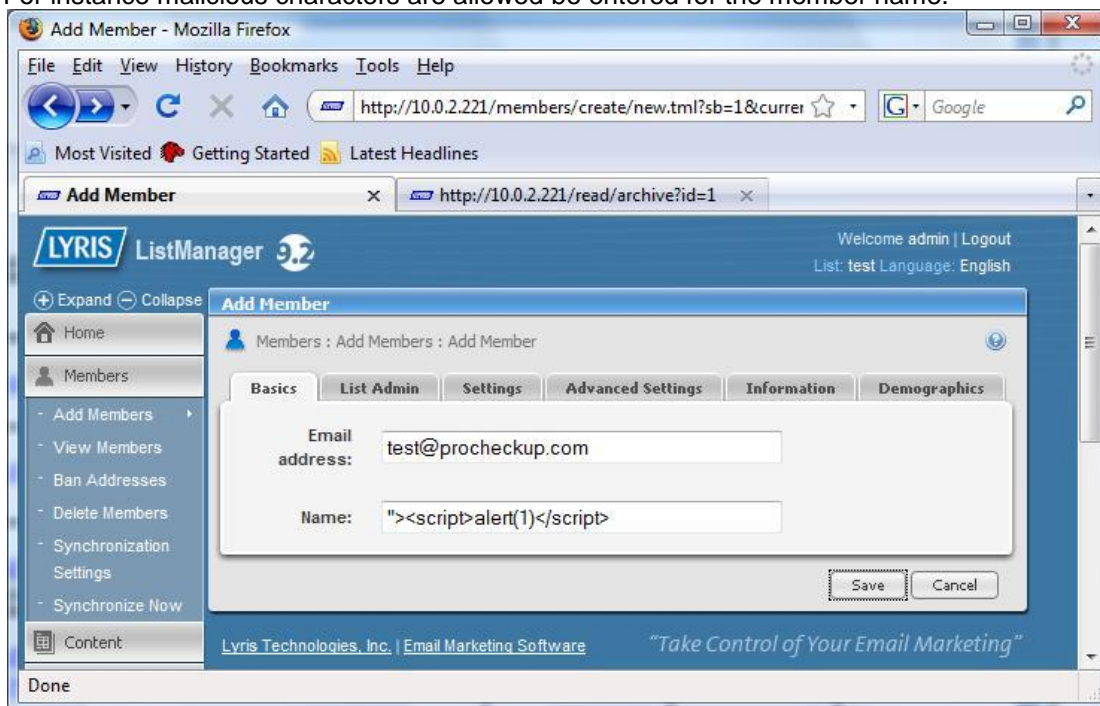 For instance malicious characters are allowed be entered for the member name.
Add Member - Mozilla Firefox
File Edit View History Bookmarks Tools Help
http://10.0.2.221/members/create/new.tml?sb=1&currer
G Google
Most Visited Getting Started Latest Headlines
Add Member
http://10.0.2.221/read/archive?id=1
LYRIS ListManager 9.2
Welcome admin | Logout
List: test Language: English
Expand Collapse
Add Member
Home
Members : Add Members : Add Member
Members
Basics List Admin Settings Advanced Settings Information Demographics
- Add Members
- View Members
- Ban Addresses
- Delete Members
- Synchronization
Settings
- Synchronize Now
Content
Email
address:
test@procheckup.com
Name:
"><script>alert(1)</script>
Save Cancel
Lyris Technologies, Inc. | Email Marketing Software
"Take Control of Your Email Marketing"
Done